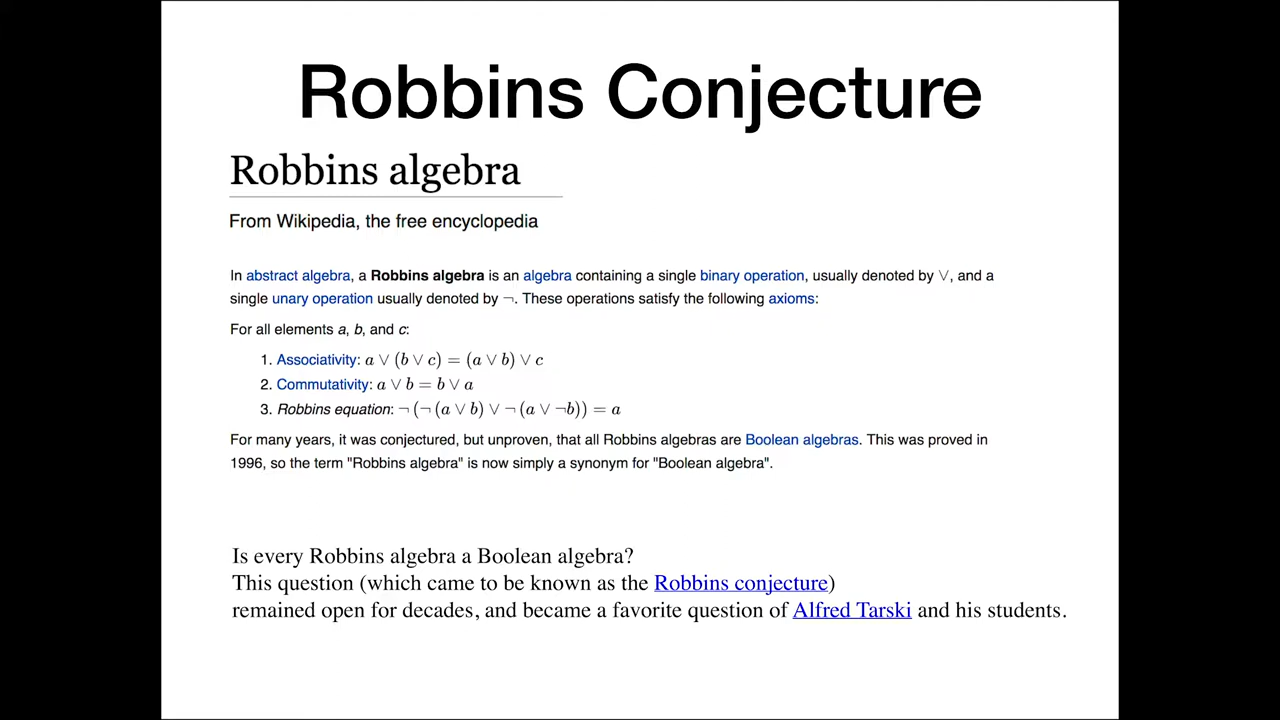 Robbins Conjecture
Robbins algebra
From Wikipedia, the free encyclopedia
In abstract algebra, a Robbins algebra is an algebra containing a single binary operation, usually denoted by ∨, and a
single unary operation usually denoted by ¬. These operations satisfy the following axioms:
For all elements a, b, and c:
1. Associativity: a ∨ (b ∨ c) = (a ∨ b) ∨ c
2. Commutativity: a ∨ b = b ∨ a
3. Robbins equation: ¬ (¬ (a ∨ b) ∨ ¬ (a ∨ ¬b)) = a
For many years, it was conjectured, but unproven, that all Robbins algebras are Boolean algebras. This was proved in
1996, so the term "Robbins algebra" is now simply a synonym for "Boolean algebra".
Is every Robbins algebra a Boolean algebra?
This question (which came to be known as the Robbins conjecture)
remained open for decades, and became a favorite question of Alfred Tarski and his students.